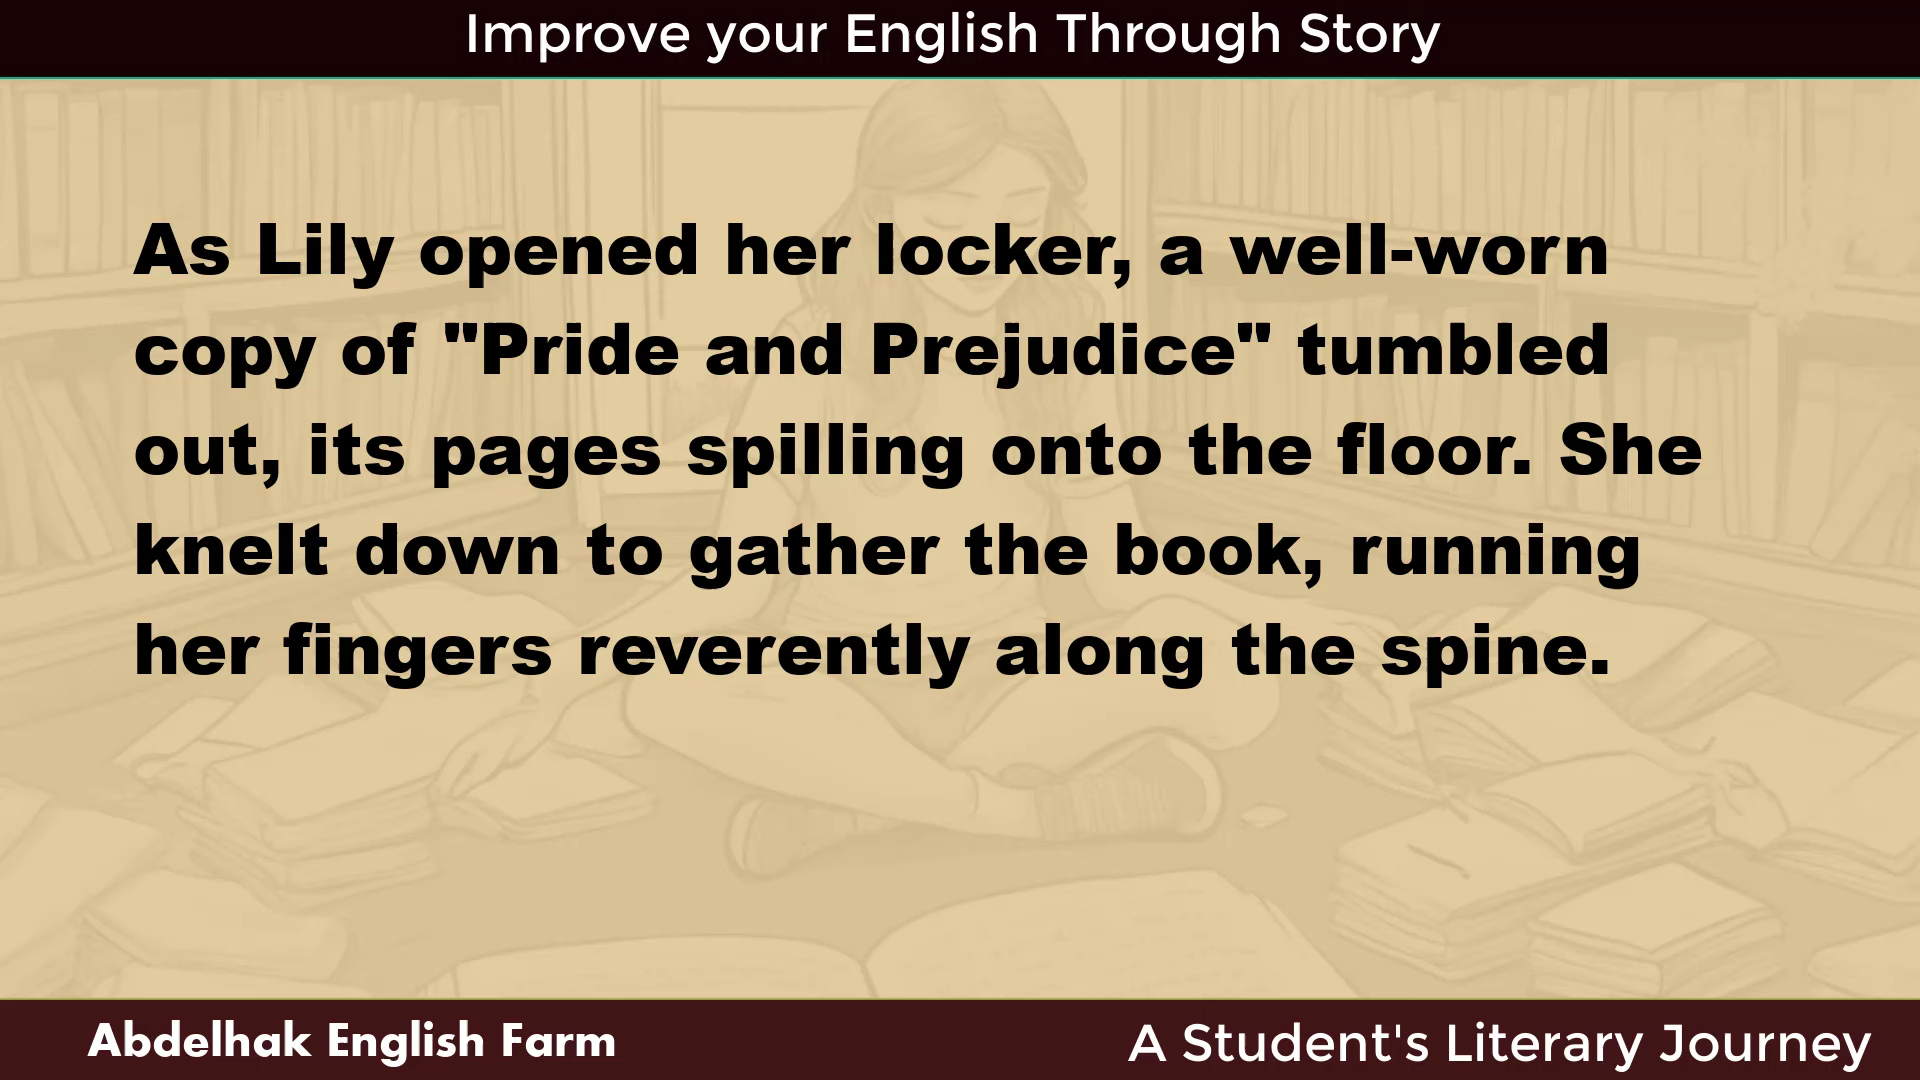 Improve your English Through Story
As Lily opened her locker, a well-worn
copy of "Pride and Prejudice" tumbled
out, its pages spilling onto the floor. She
knelt down to gather the book, running
her fingers reverently along the spine.
Abdelhak English Farm
A Student's Literary Journey